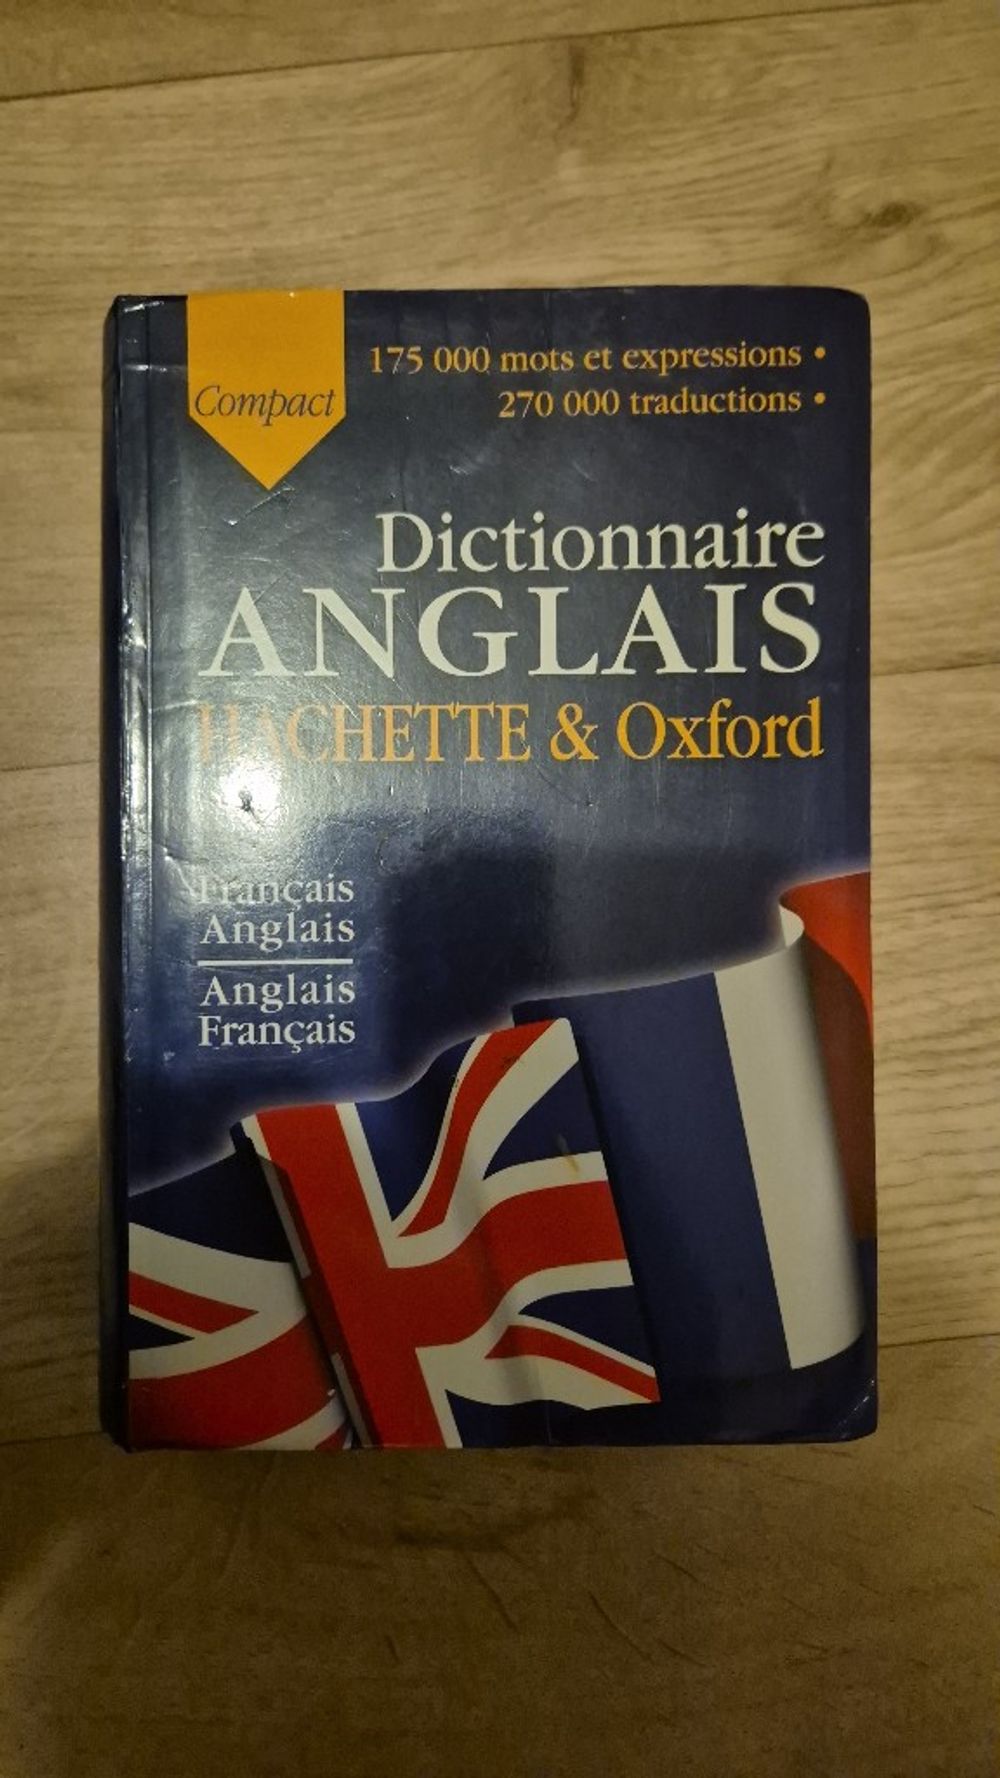 Compact
175 000 mots et expressions •
270 000 traductions •
Dictionnaire
ANGLAIS
HACHETTE & Oxford
Français
Anglais
Anglais
Français